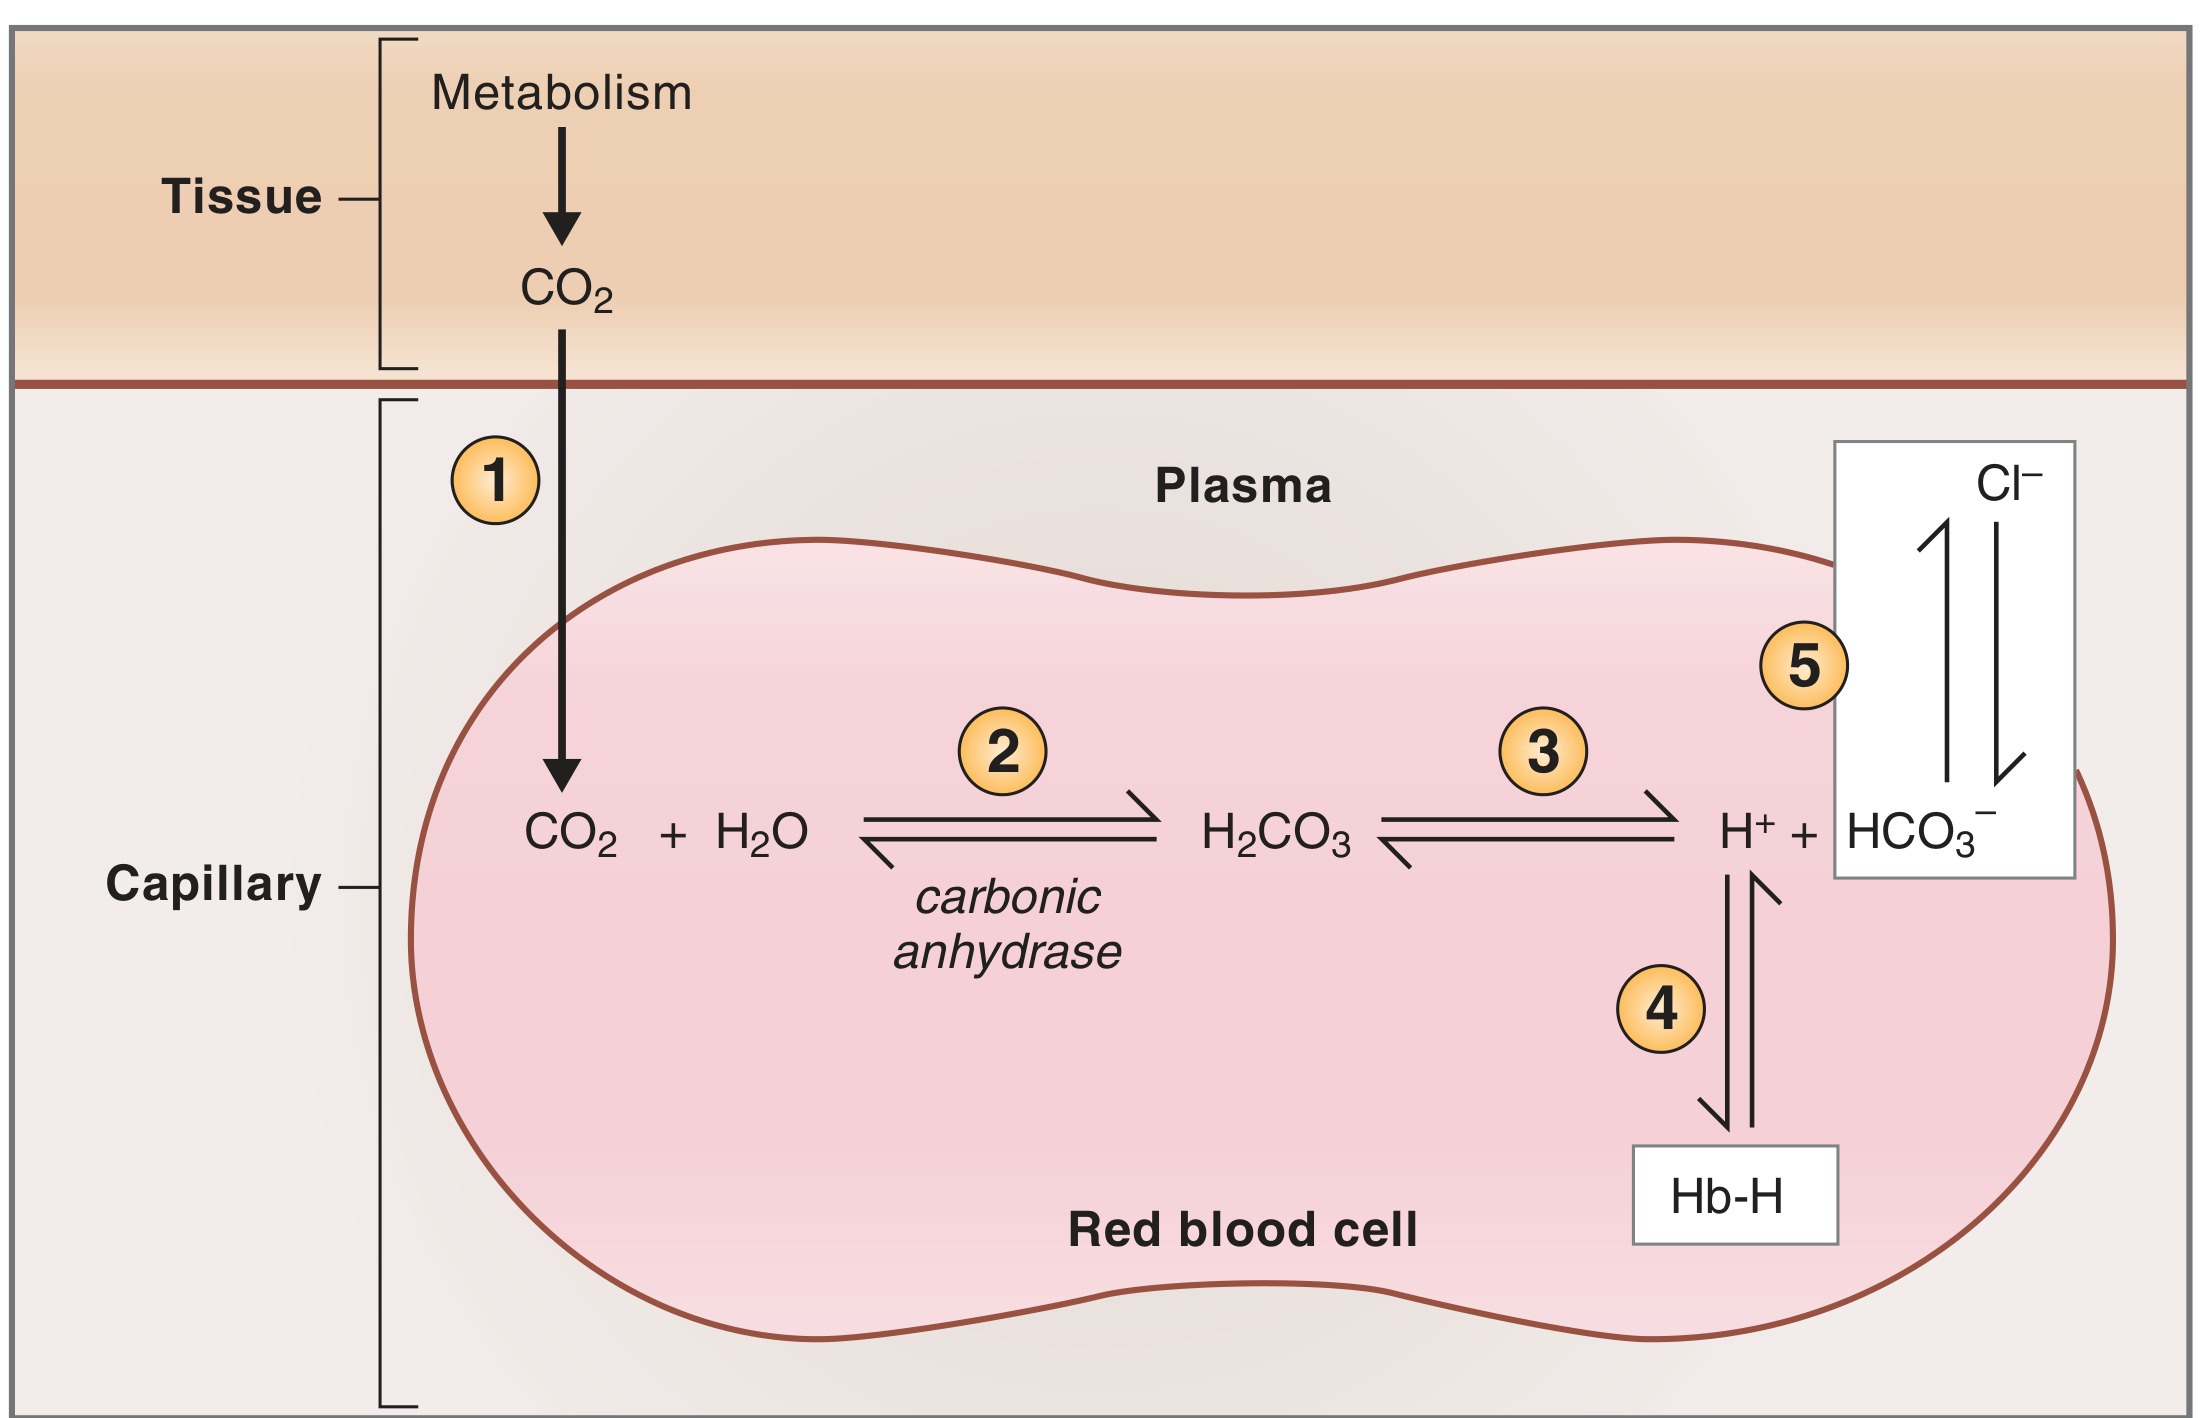 Metabolism
Tissue
CO₂
1
Plasma
Cl⁻
5
2
3
CO₂ + H₂O
H₂CO₃
H⁺ + HCO₃⁻
Capillary
carbonic
anhydrase
4
Hb-H
Red blood cell